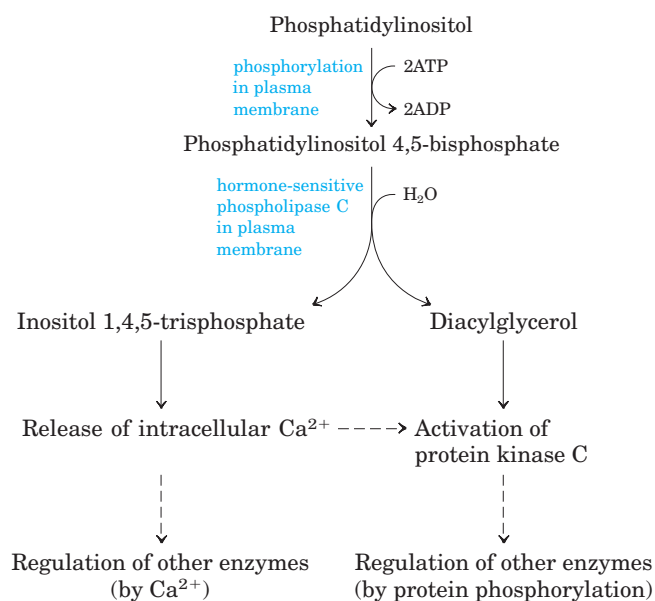 Phosphatidylinositol
phosphorylation
in plasma
membrane
2ATP
2ADP
Phosphatidylinositol 4,5-bisphosphate
hormone-sensitive
phospholipase C
in plasma
membrane
H₂O
Inositol 1,4,5-trisphosphate
Diacylglycerol
Release of intracellular Ca²⁺
Activation of
protein kinase C
Regulation of other enzymes
(by Ca²⁺)
Regulation of other enzymes
(by protein phosphorylation)